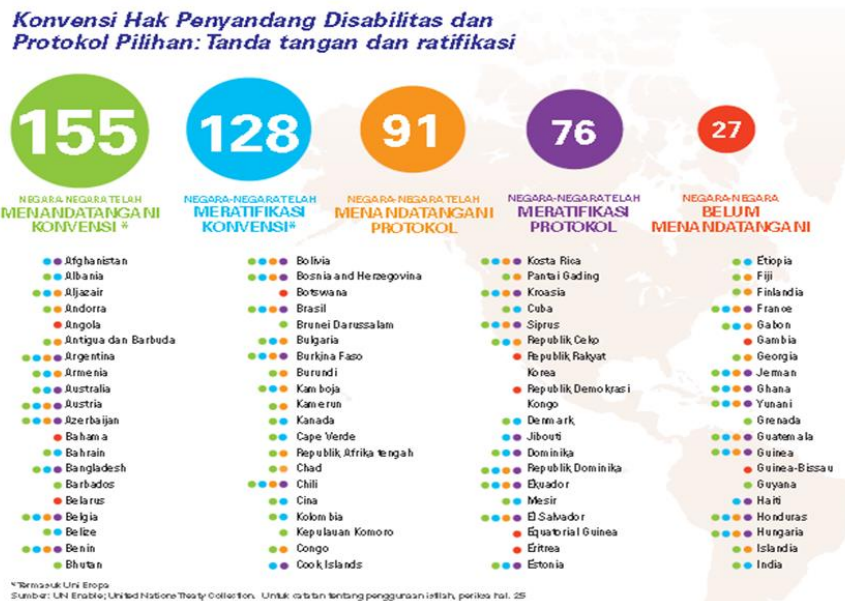 Konvensi Hak Penyandang Disabilitas dan
Protokol Pilihan: Tanda tangan dan ratifikasi
155
128
91
76
27
NEGARA-NEGARA TELAH
MENANDATANGANI
KONVENSI *
NEGARA-NEGARA TELAH
MERATIFIKASI
KONVENSI*
NEGARA-NEGARA TELAH
MENANDATANGANI
PROTOKOL
NEGARA-NEGARA TELAH
MERATIFIKASI
PROTOKOL
NEGARA-NEGARA
BELUM
MENANDATANGANI
Afghanistan
Albania
Aljazair
Andorra
Angola
Antigua dan Barbuda
Argentina
Armenia
Australia
Austria
Azerbaijan
Bahama
Bahrain
Bangladesh
Barbados
Belarus
Belgia
Belize
Benin
Bhutan
Bolivia
Bosnia and Herzegovina
Botswana
Brasil
Brunei Darussalam
Bulgaria
Burkina Faso
Burundi
Kamboja
Kamerun
Kanada
Cape Verde
Republik Afrika tengah
Chad
Chili
Cina
Kolombia
Kepulauan Komoro
Congo
Cook Islands
Kosta Rica
Pantai Gading
Kroasia
Cuba
Siprus
Republik Ceko
Republik Rakyat
Korea
Republik Demokrasi
Kongo
Denmark
Jibouti
Dominika
Republik Dominika
Ekuador
Mesir
El Salvador
Equatorial Guinea
Eritrea
Estonia
Etiopia
Fiji
Finlandia
France
Gabon
Gambia
Georgia
Jerman
Ghana
Yunani
Grenada
Guatemala
Guinea
Guinea-Bissau
Guyana
Haiti
Honduras
Hungaria
Islandia
India
*Termasuk Uni Eropa
Sumber: UN Enable; United Nations Treaty Collection. Untuk catatan tentang penggunaan istilah, periksa hal. 25